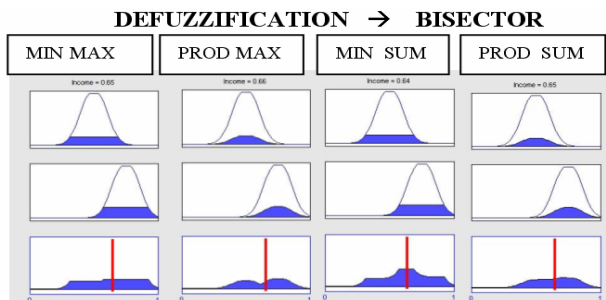 DEFUZZIFICATION → BISECTOR
MIN MAX PROD MAX MIN SUM PROD SUM
Income = 0.65 Income = 0.66 Income = 0.64 Income = 0.65
0 1 0 1 0 1 0 1